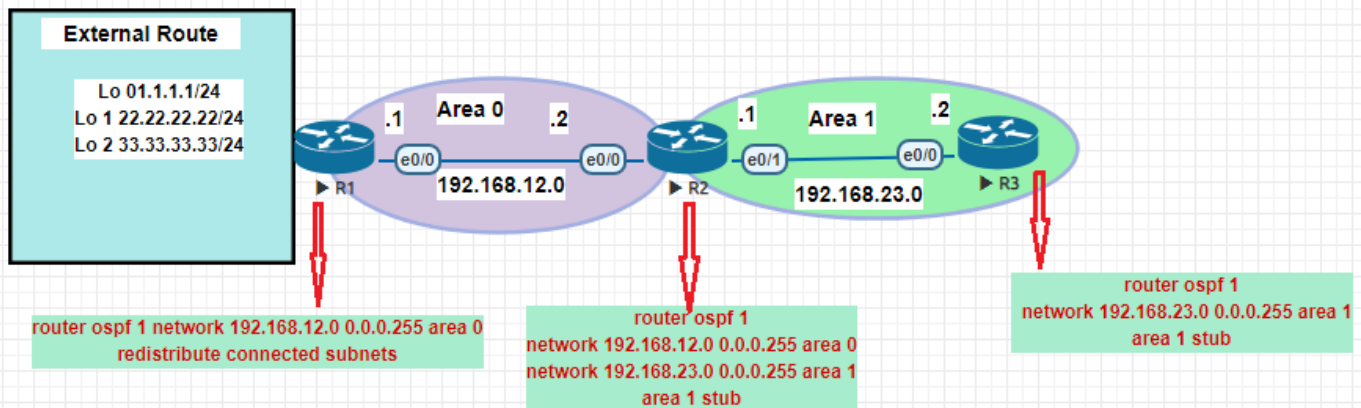 External Route
Lo 01.1.1.1/24
Lo 1 22.22.22.22/24
Lo 2 33.33.33.33/24
.1
Area 0
.2
e0/0
e0/0
192.168.12.0
R1
.1
Area 1
.2
e0/1
e0/0
192.168.23.0
R2
R3
router ospf 1 network 192.168.12.0 0.0.0.255 area 0
redistribute connected subnets
router ospf 1
network 192.168.12.0 0.0.0.255 area 0
network 192.168.23.0 0.0.0.255 area 1
area 1 stub
router ospf 1
network 192.168.23.0 0.0.0.255 area 1
area 1 stub